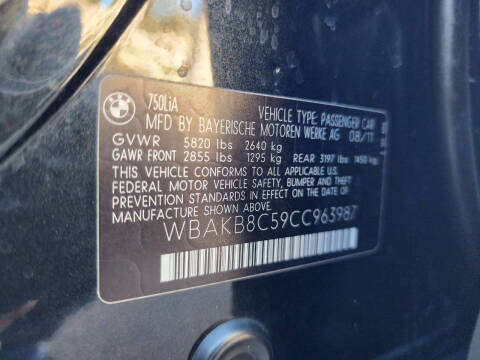 BMW
750LiA
VEHICLE TYPE: PASSENGER CAR
MFD BY BAYERISCHE MOTOREN WERKE AG 08/11
GVWR 5820 lbs 2640 kg
GAWR FRONT 2855 lbs 1295 kg REAR 3197 lbs 1450 kg
THIS VEHICLE CONFORMS TO ALL APPLICABLE
FEDERAL MOTOR VEHICLE SAFETY, BUMPER, AND
THEFT PREVENTION STANDARDS IN EFFECT ON THE
DATE OF MANUFACTURE SHOWN ABOVE.
WBAKB8C59CC963987